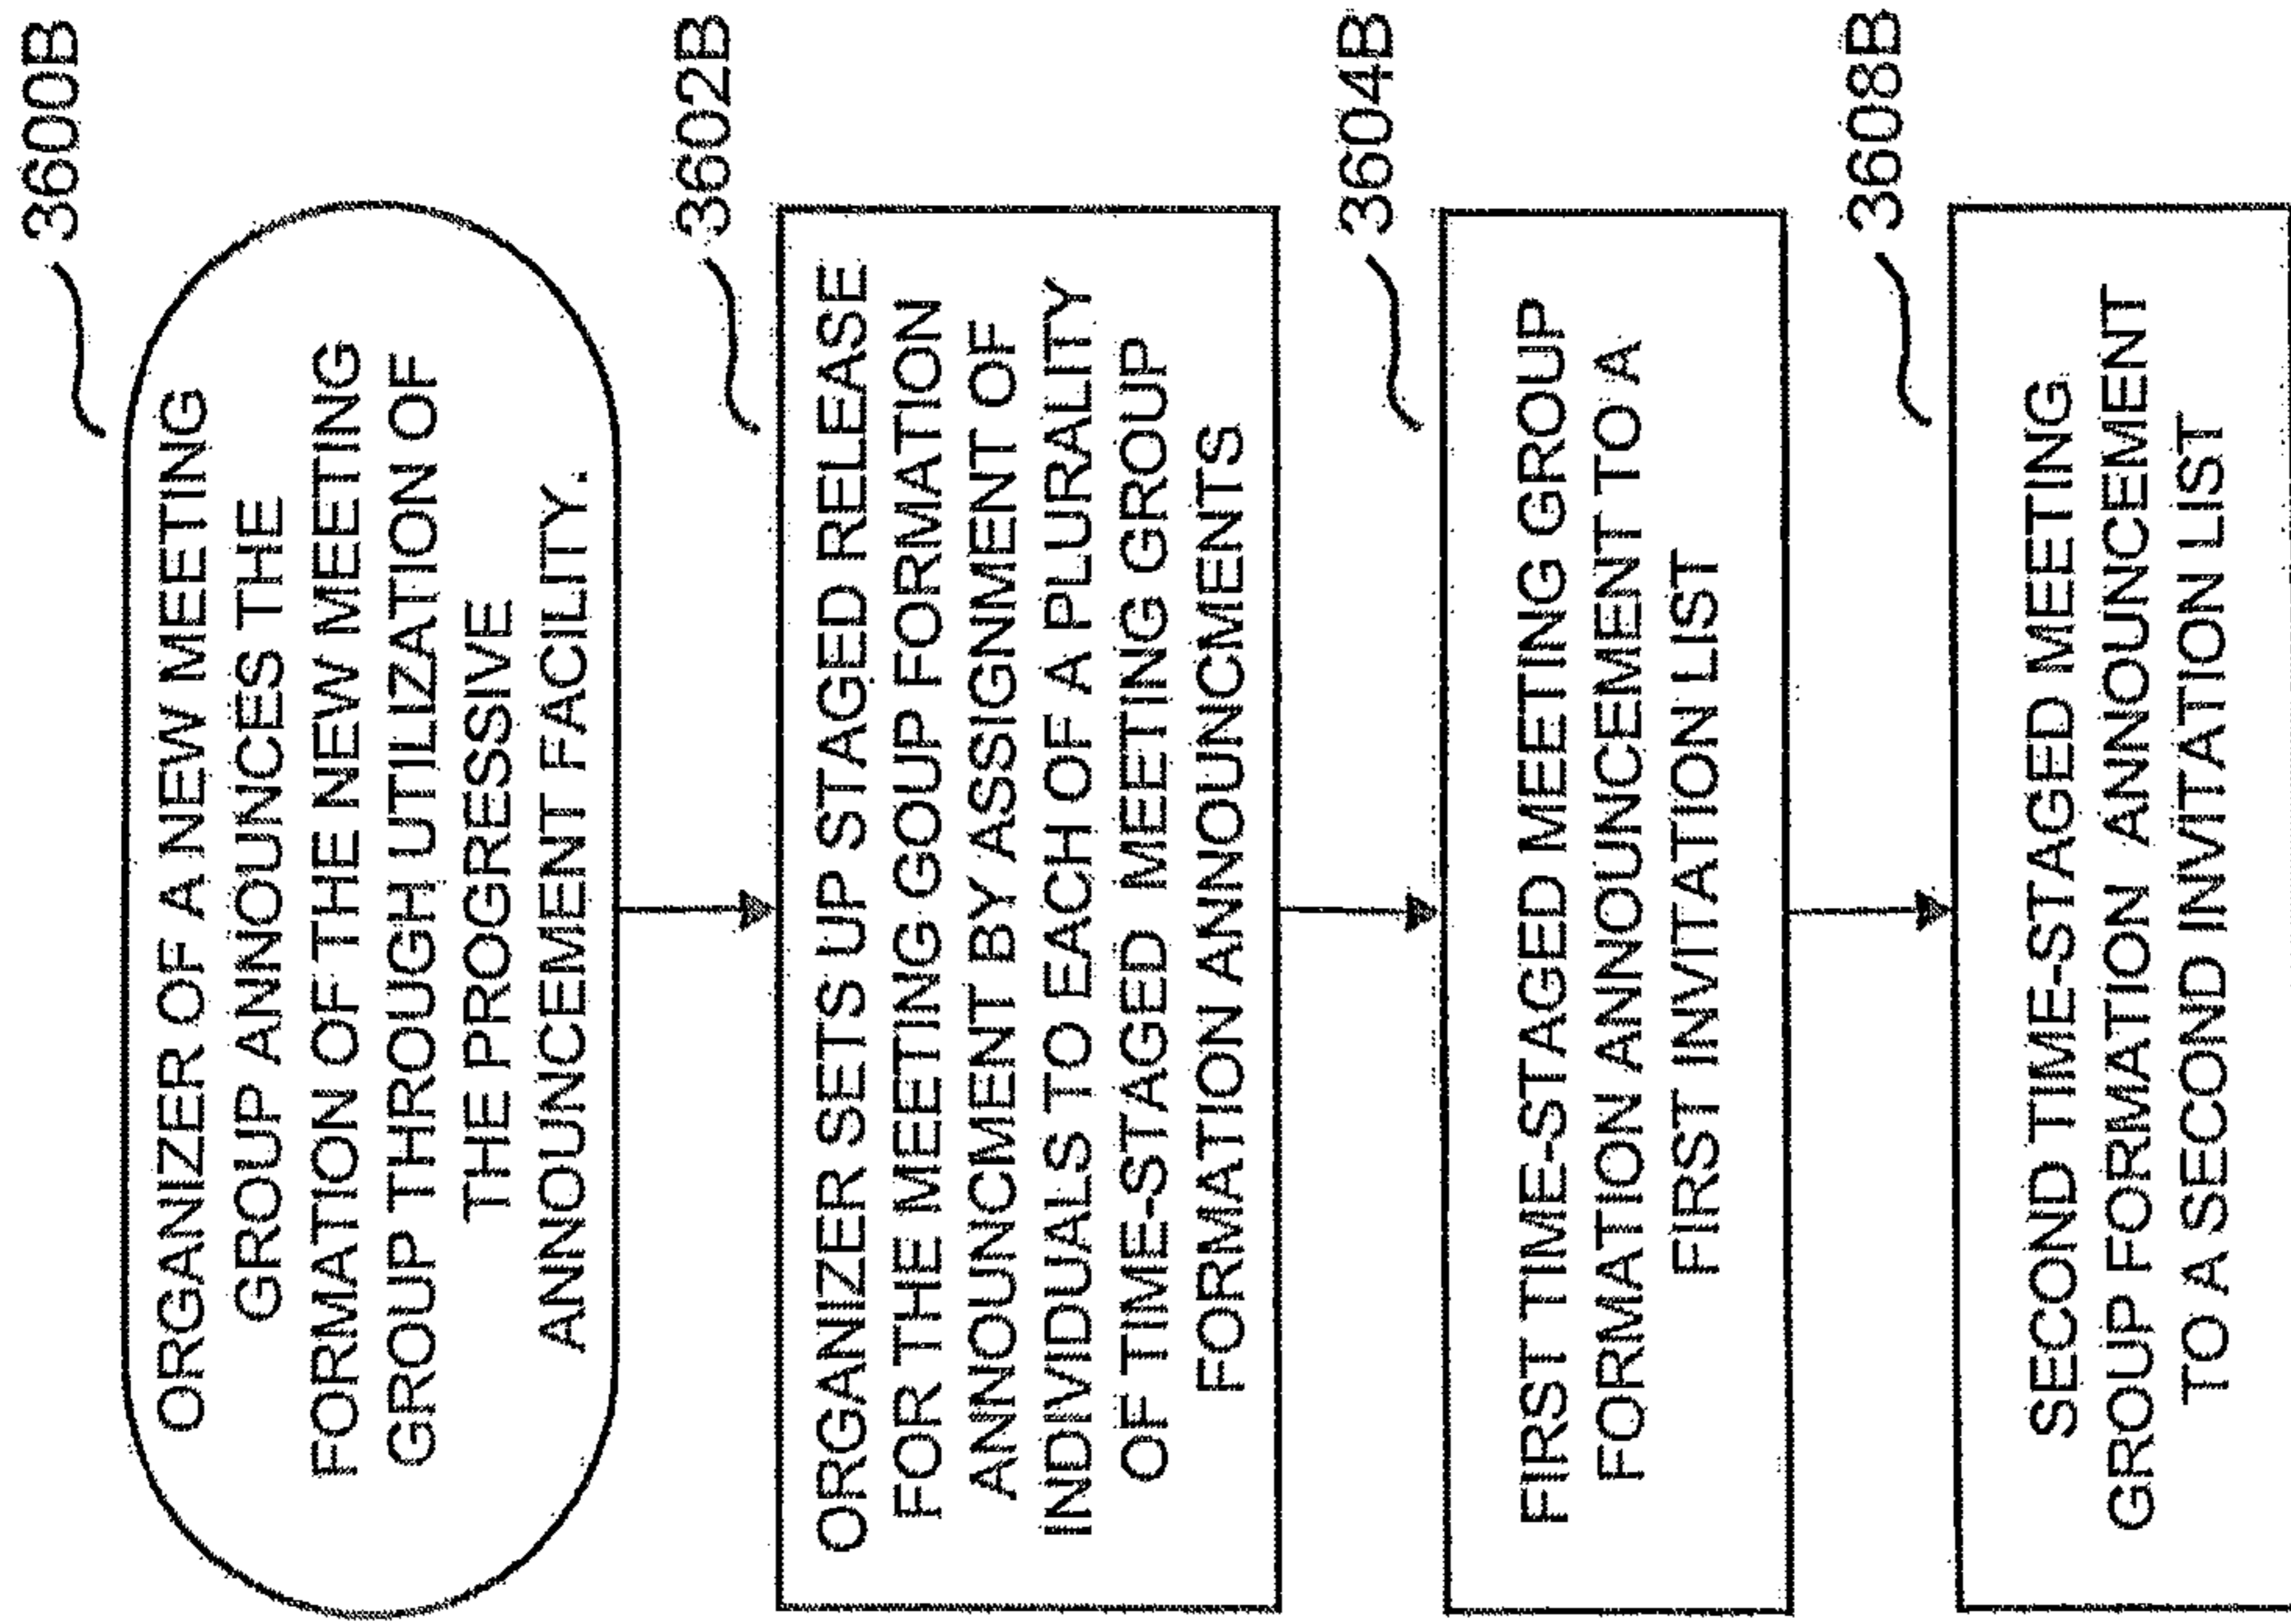 3600B
ORGANIZER OF A NEW MEETING
GROUP ANNOUNCES THE
FORMATION OF THE NEW MEETING
GROUP THROUGH UTILIZATION OF
THE PROGRESSIVE
ANNOUNCEMENT FACILITY.
3602B
ORGANIZER SETS UP STAGED RELEASE
FOR THE MEETING GOUP FORMATION
ANNOUNCMENT BY ASSIGNMENT OF
INDIVIDUALS TO EACH OF A PLURALITY
OF TIME-STAGED MEETING GROUP
FORMATION ANNOUNCMENTS
3604B
FIRST TIME-STAGED MEETING GROUP
FORMATION ANNOUNCEMENT TO A
FIRST INVITATION LIST
3608B
SECOND TIME-STAGED MEETING
GROUP FORMATION ANNOUNCEMENT
TO A SECOND INVITATION LIST